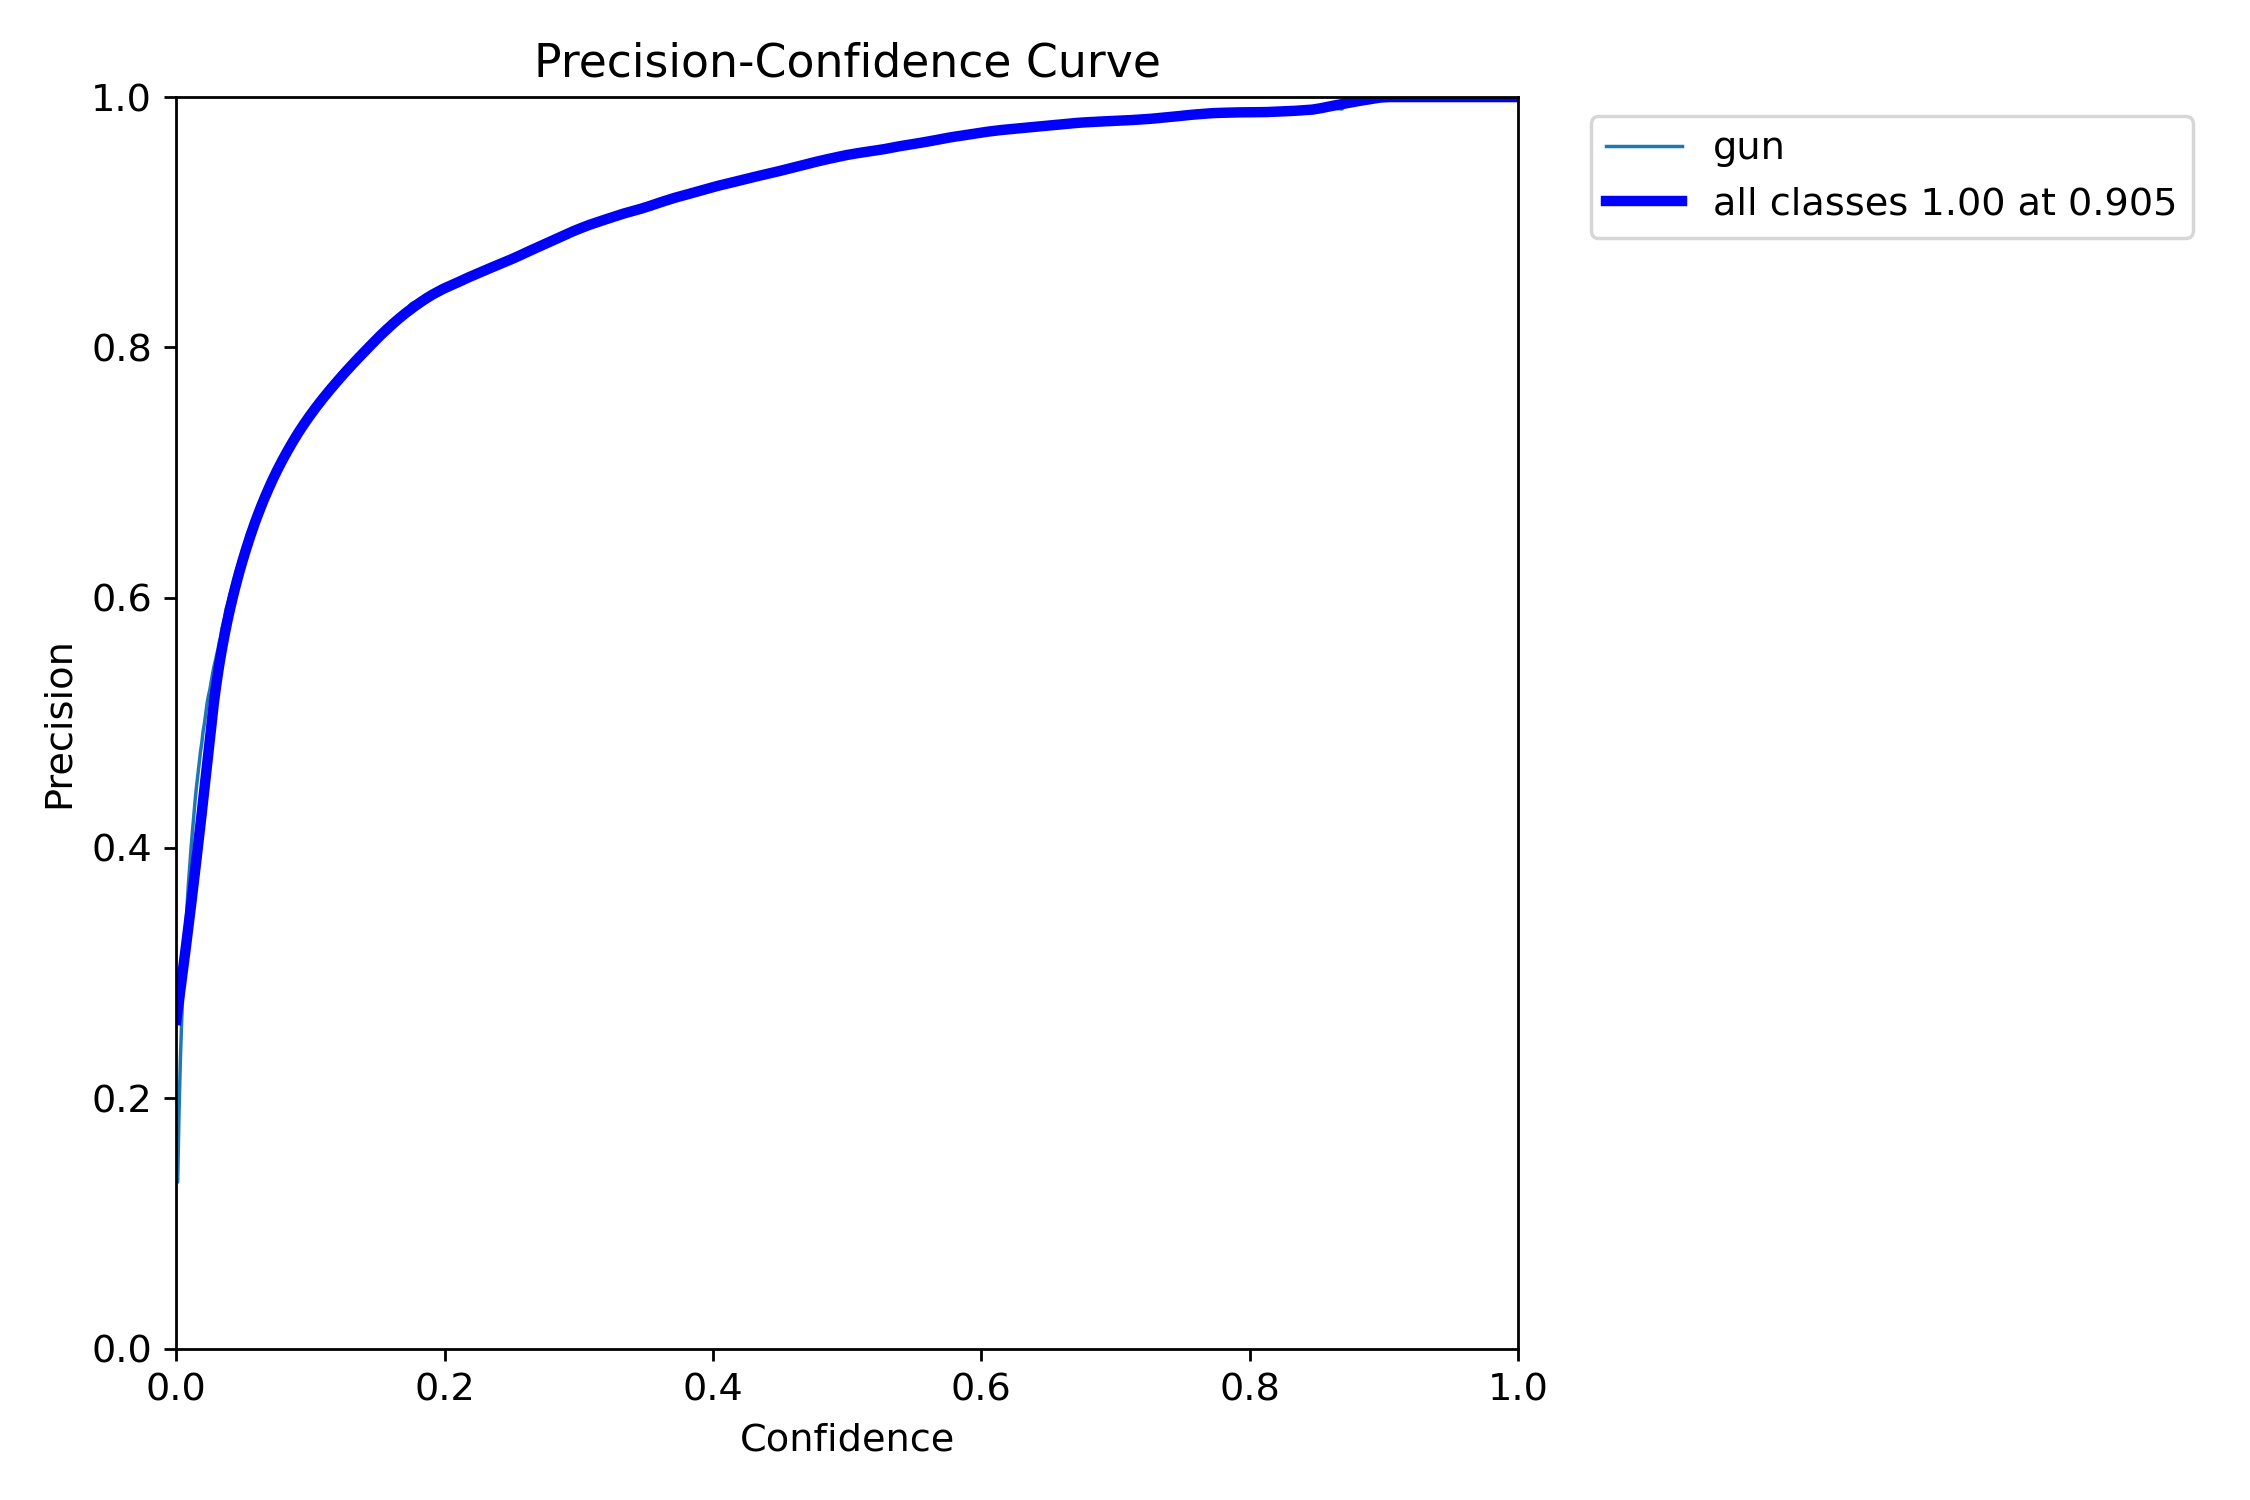 Precision-Confidence Curve
gun
all classes 1.00 at 0.905
1.0
0.8
0.6
0.4
0.2
0.0
Precision
0.0 0.2 0.4 0.6 0.8 1.0
Confidence